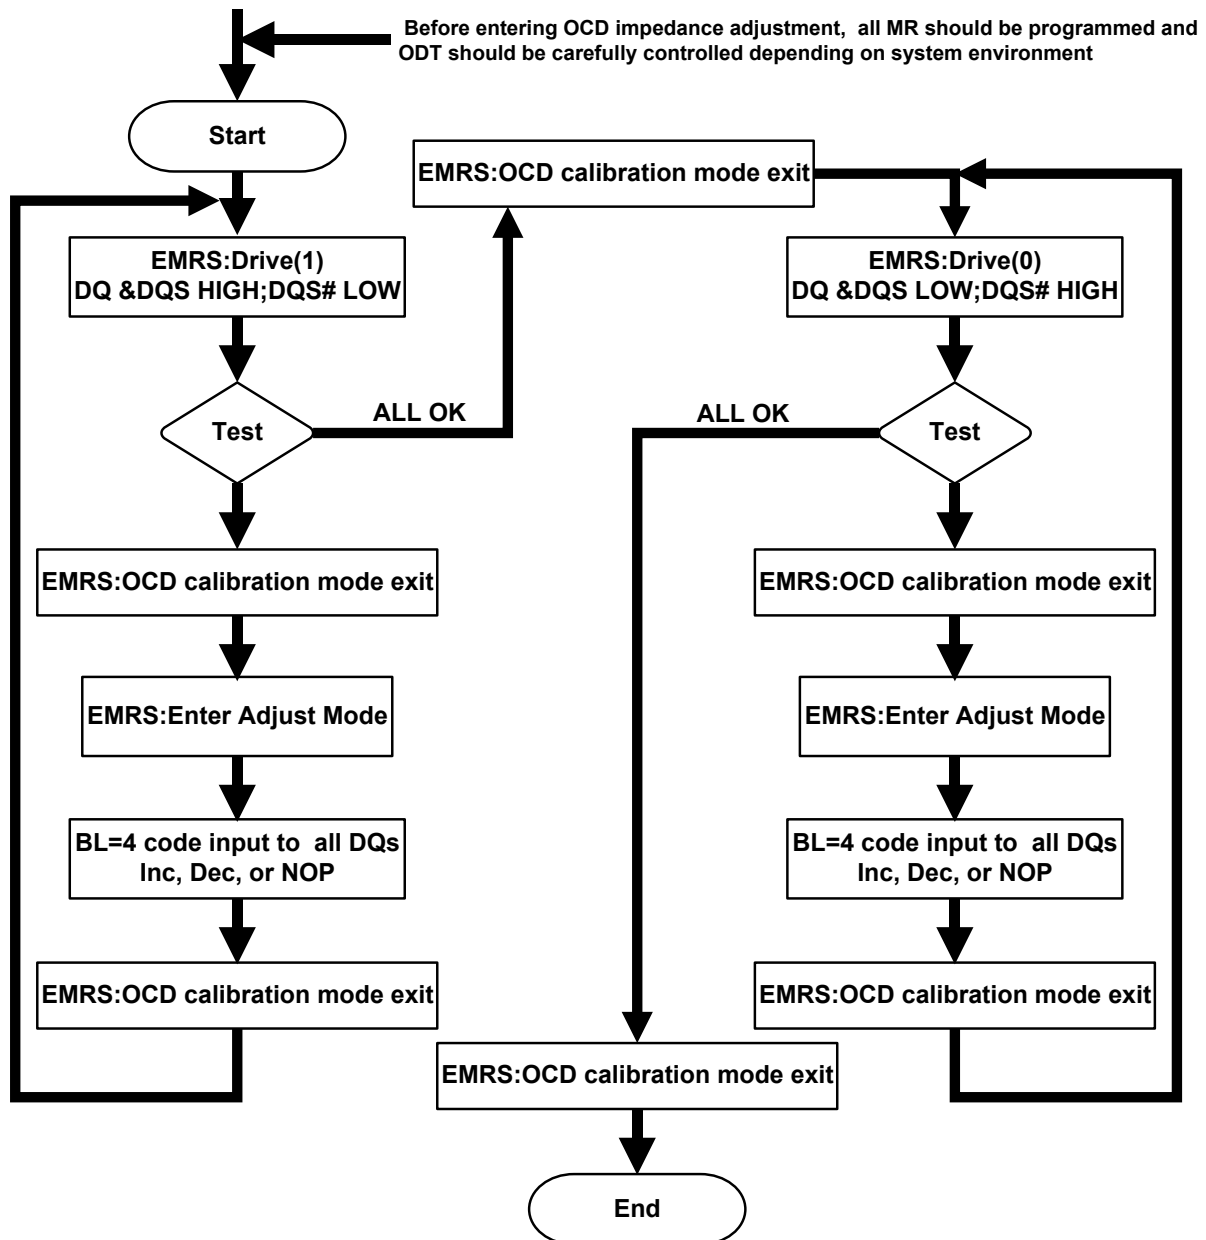 Before entering OCD impedance adjustment, all MR should be programmed and
ODT should be carefully controlled depending on system environment
Start
EMRS:OCD calibration mode exit
EMRS:Drive(1)
DQ &DQS HIGH;DQS# LOW
EMRS:Drive(0)
DQ &DQS LOW;DQS# HIGH
ALL OK
Test
ALL OK
Test
EMRS:OCD calibration mode exit
EMRS:OCD calibration mode exit
EMRS:Enter Adjust Mode
EMRS:Enter Adjust Mode
BL=4 code input to all DQs
Inc, Dec, or NOP
BL=4 code input to all DQs
Inc, Dec, or NOP
EMRS:OCD calibration mode exit
EMRS:OCD calibration mode exit
EMRS:OCD calibration mode exit
End